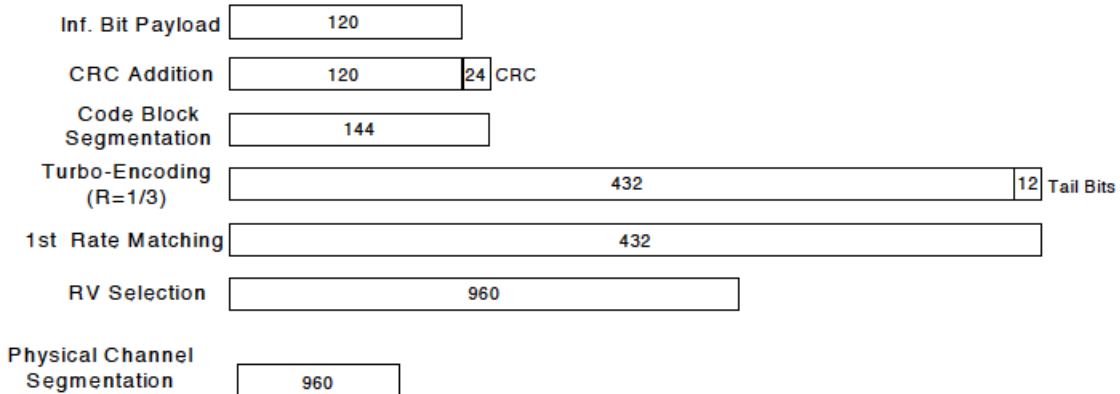 Inf. Bit Payload 120
CRC Addition 120 24 CRC
Code Block
Segmentation 144
Turbo-Encoding
(R=1/3) 432 12 Tail Bits
1st Rate Matching 432
RV Selection 960
Physical Channel
Segmentation 960